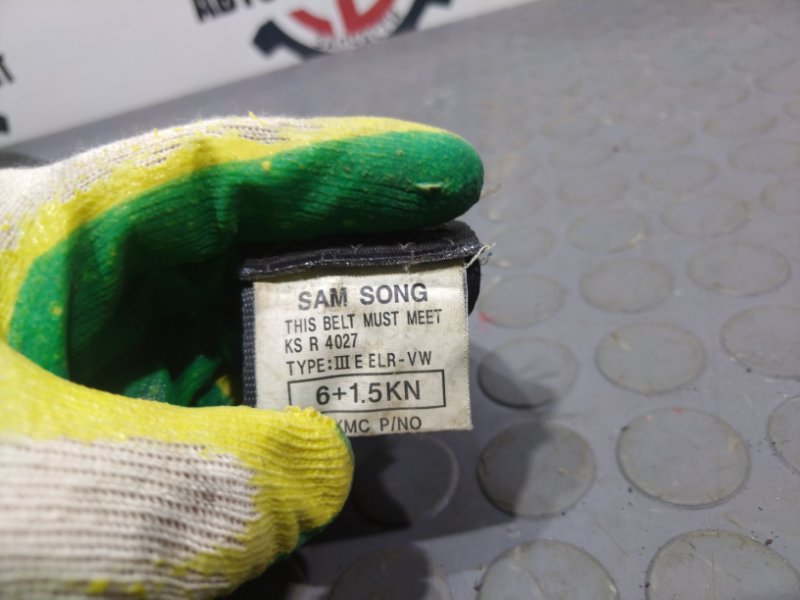 SAM SONG
THIS BELT MUST MEET
KS R 4027
TYPE: III E ELR-VW
6+1.5KN
KMC P/NO